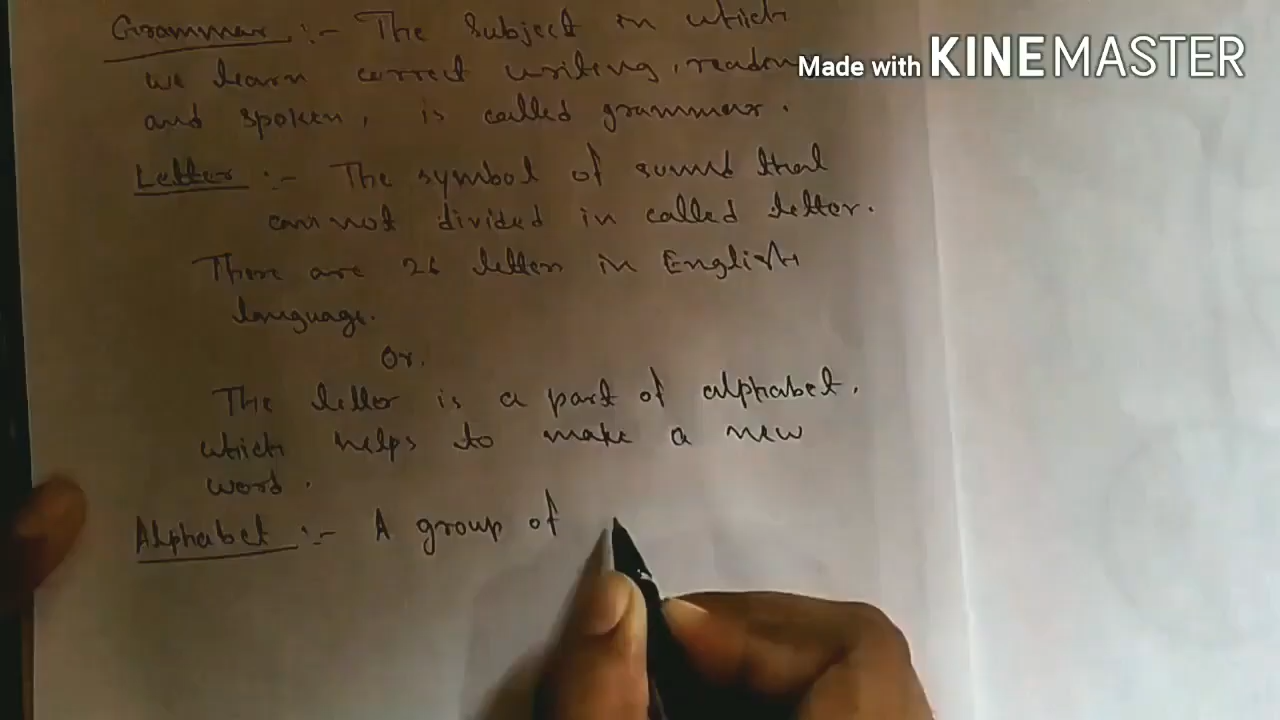 Grammar :- The Subject in which
we learn correct writing, readin
Made with KINEMASTER
and spoken, is called grammar.
Letter :- The symbol of sound that
can not divided in called letter.
There are 26 letters in English
language.
Or.
The letter is a part of alphabet.
which helps to make a new
word.
Alphabet :- A group of